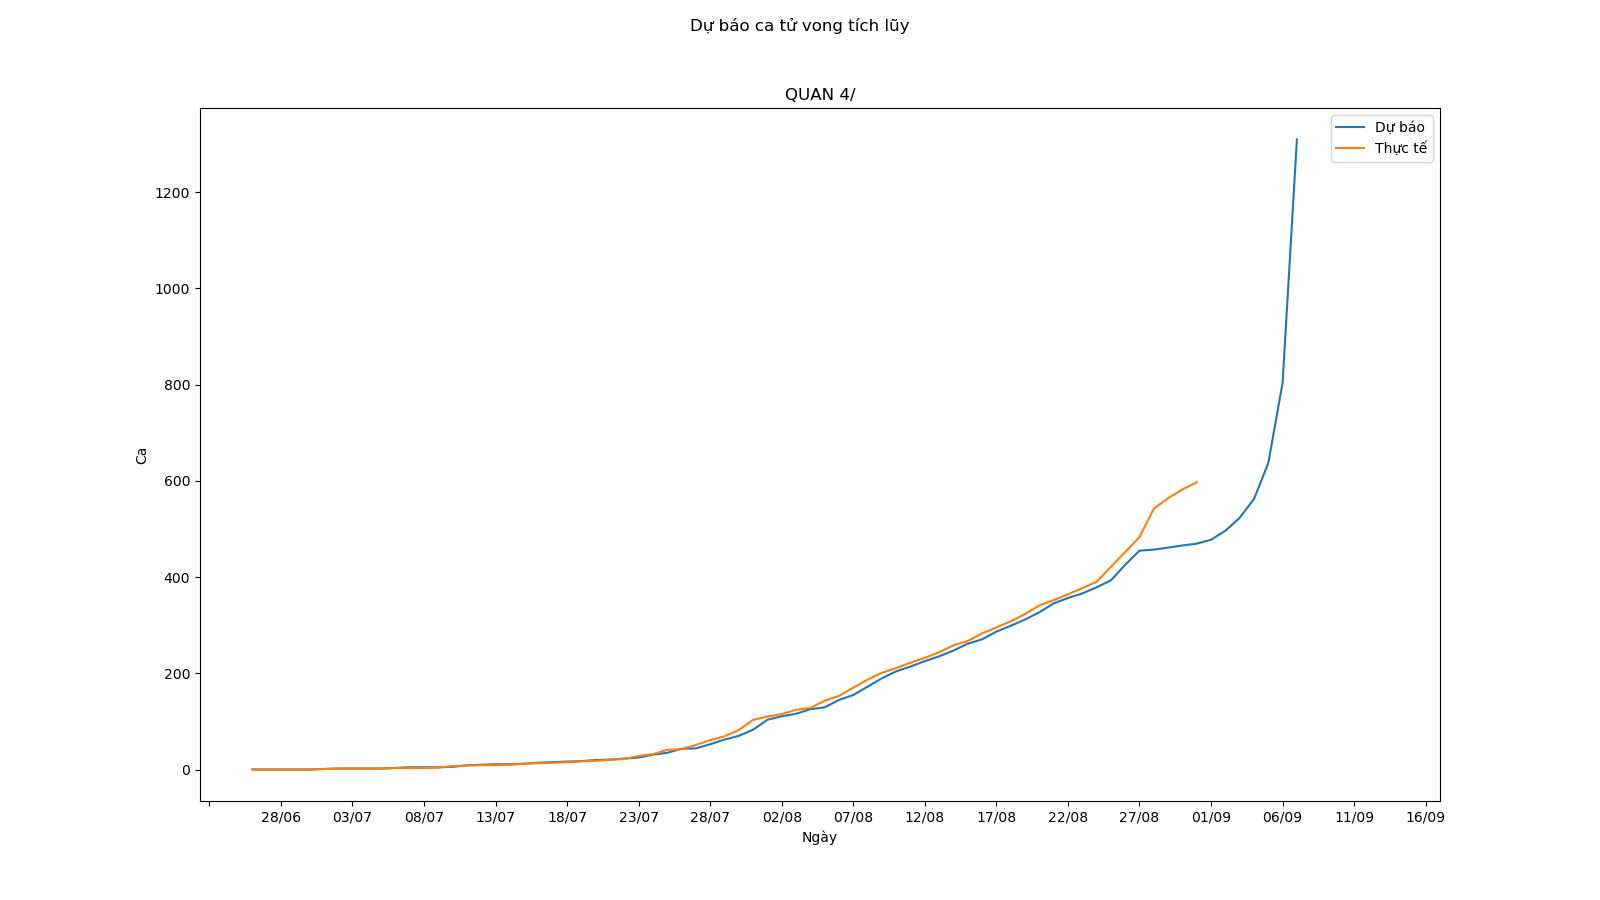 Dự báo ca tử vong tích lũy
QUAN 4/
Dự báo
Thực tế
1200
1000
800
600
400
200
0
Ca
28/06 03/07 08/07 13/07 18/07 23/07 28/07 02/08 07/08 12/08 17/08 22/08 27/08 01/09 06/09 11/09 16/09
Ngày